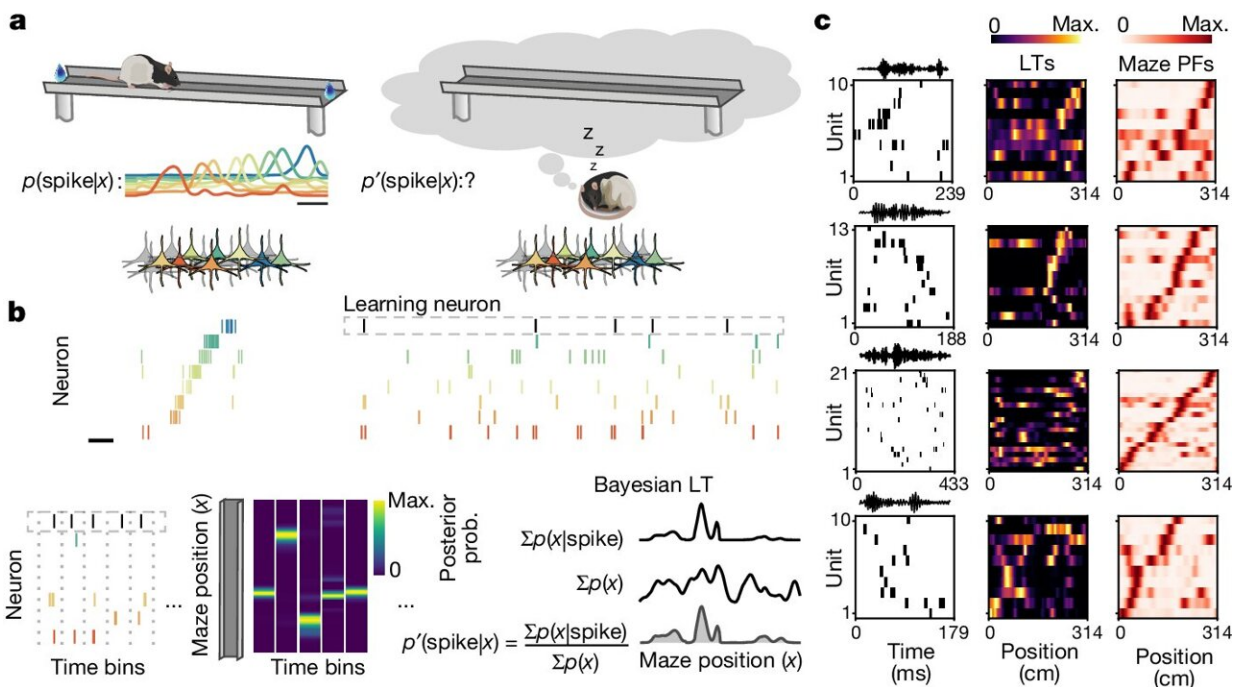 a
p(spike|x):
p′(spike|x):?
z
z
z
b
Neuron
Learning neuron
Neuron
Time bins
...
Maze position (x)
Time bins
Max.
0
Posterior prob.
...
Bayesian LT
Σp(x|spike)
Σp(x)
p′(spike|x) = Σp(x|spike) / Σp(x)
Maze position (x)
c
0 Max.
0 Max.
LTs
Maze PFs
10
Unit
1
0 239
0 314
0 314
13
Unit
1
0 188
0 314
0 314
21
Unit
1
0 433
0 314
0 314
10
Unit
1
0 179
0 314
0 314
Time
(ms)
Position
(cm)
Position
(cm)